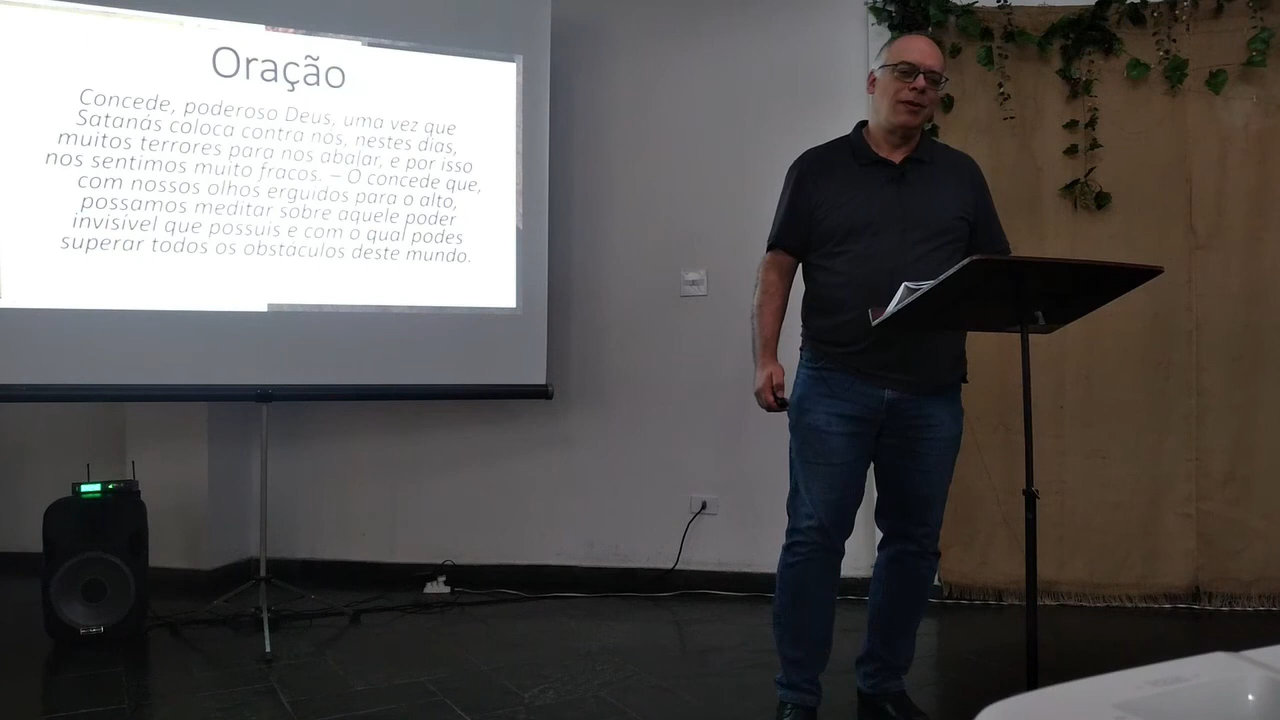 Oração
Concede, poderoso Deus, uma vez que
Satanás coloca contra nós, nestes dias,
muitos terrores para nos abalar, e por isso
nos sentimos muito fracos. – O concede que,
com nossos olhos erguidos para o alto,
possamos meditar sobre aquele poder
invisível que possuis e com o qual podes
superar todos os obstáculos deste mundo.